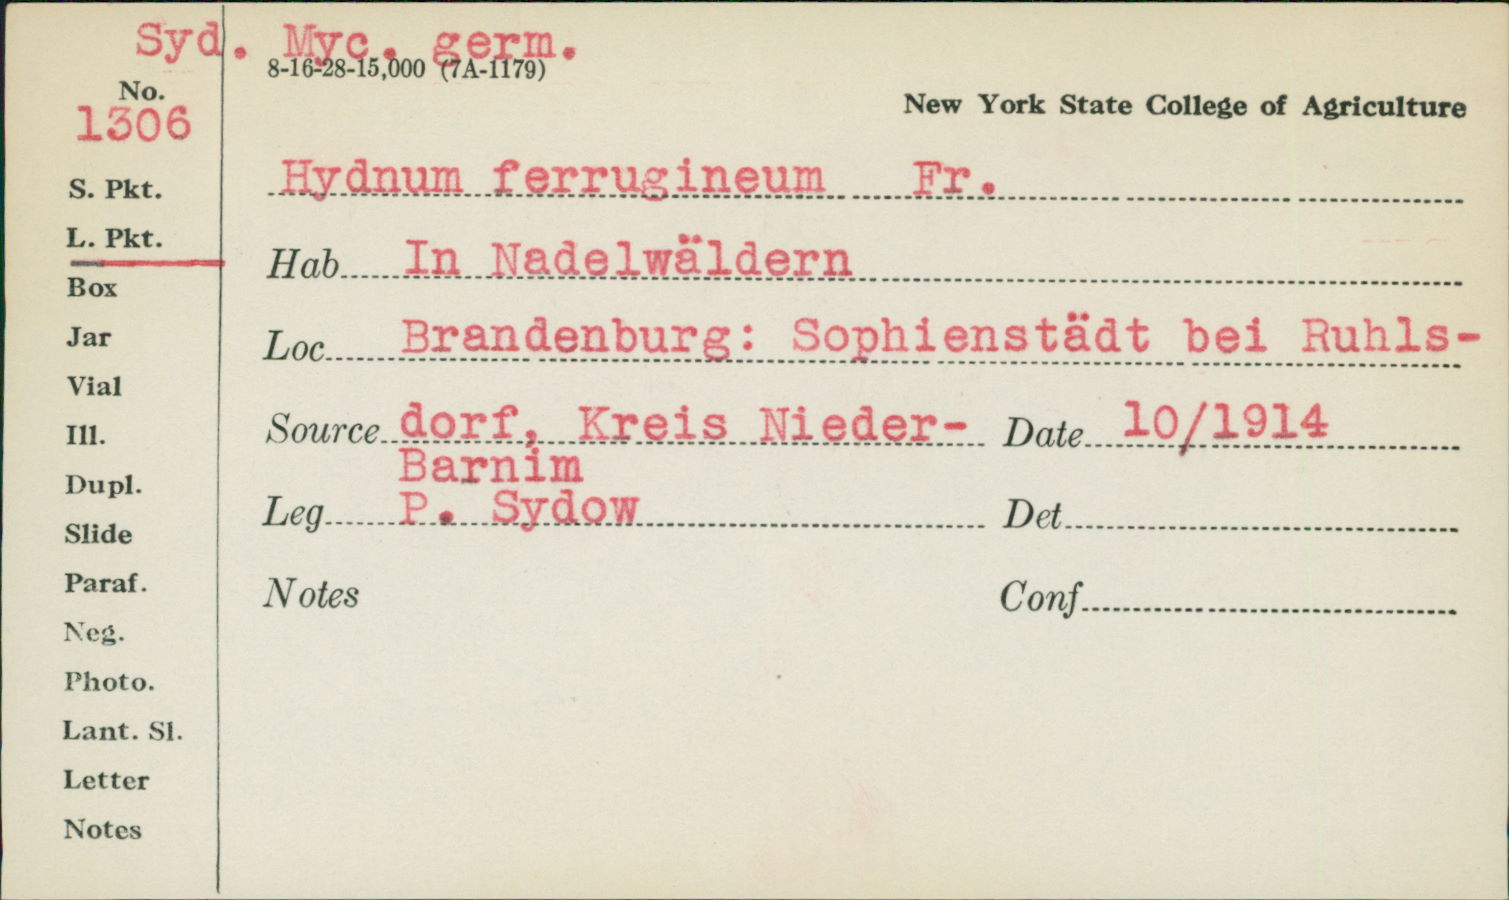 Syd. Myc. germ.
8-16-28-15,000 (7A-1179)
No.
1306
New York State College of Agriculture
Hydnum ferrugineum Fr.
S. Pkt.
L. Pkt.
Hab. In Nadelwäldern
Box
Jar
Loc. Brandenburg: Sophienstädt bei Ruhls-
Vial
Ill.
Source dorf, Kreis Nieder- Date 10/1914
Barnim
Dupl.
Leg. P. Sydow Det.
Slide
Paraf.
Notes Conf.
Neg.
Photo.
Lant. Sl.
Letter
Notes